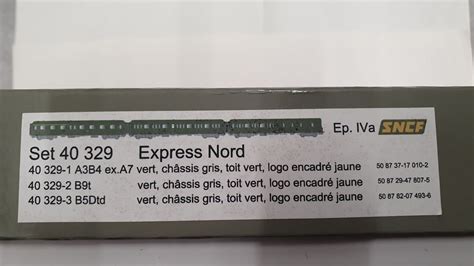 Ep. IVa SNCF
Set 40 329 Express Nord
40 329-1 A3B4 ex.A7 vert, châssis gris, toit vert, logo encadré jaune 50 87 37-17 010-2
40 329-2 B9t vert, châssis gris, toit vert, logo encadré jaune 50 87 29-47 807-5
40 329-3 B5Dtd vert, châssis gris, toit vert, logo encadré jaune 50 87 82-07 493-6